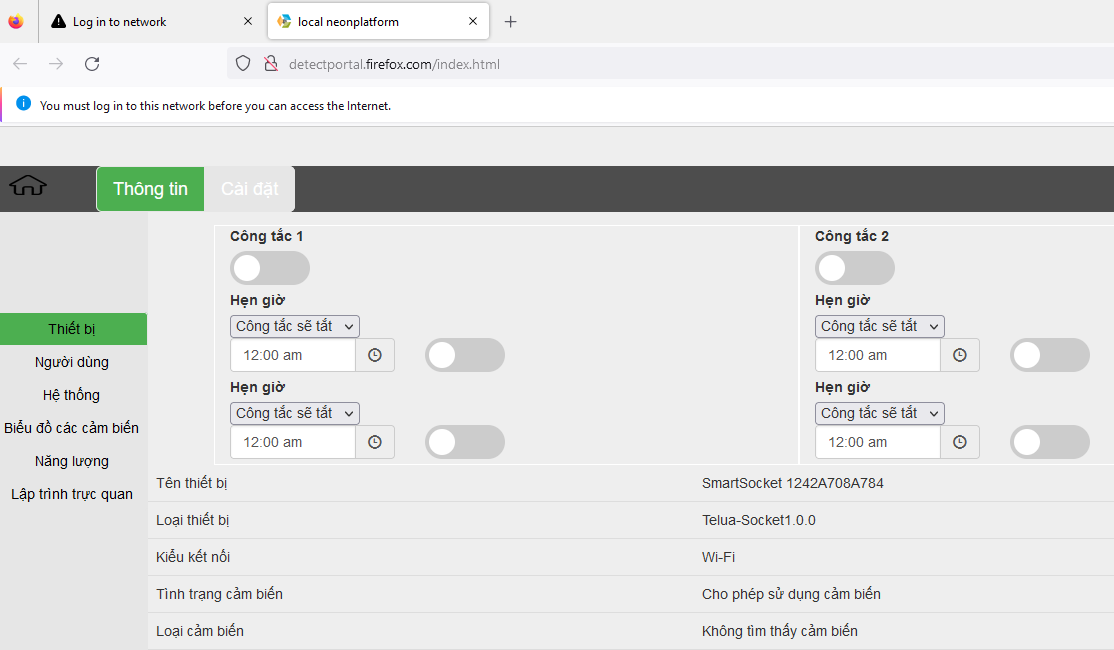 Log in to network
local neonplatform
detectportal.firefox.com/index.html
You must log in to this network before you can access the Internet.
Thông tin
Cài đặt
Công tắc 1
Công tắc 2
Hẹn giờ
Hẹn giờ
Công tắc sẽ tắt
Công tắc sẽ tắt
12:00 am
12:00 am
Hẹn giờ
Hẹn giờ
Công tắc sẽ tắt
Công tắc sẽ tắt
12:00 am
12:00 am
Thiết bị
Người dùng
Hệ thống
Biểu đồ các cảm biến
Năng lượng
Lập trình trực quan
Tên thiết bị
SmartSocket 1242A708A784
Loại thiết bị
Telua-Socket1.0.0
Kiểu kết nối
Wi-Fi
Tình trạng cảm biến
Cho phép sử dụng cảm biến
Loại cảm biến
Không tìm thấy cảm biến